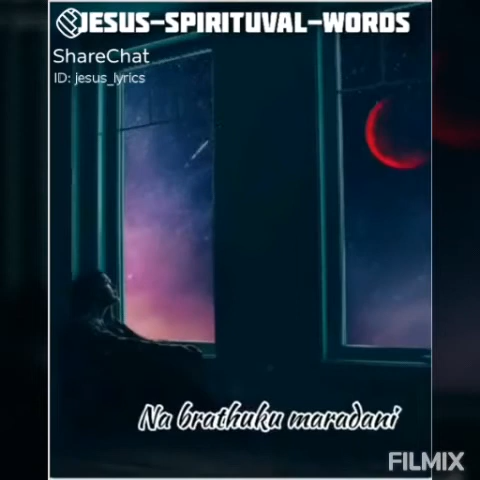 JESUS-SPIRITUVAL-WORDS
ShareChat
ID: jesus_lyrics
Na brathuku maradani
FILMIX